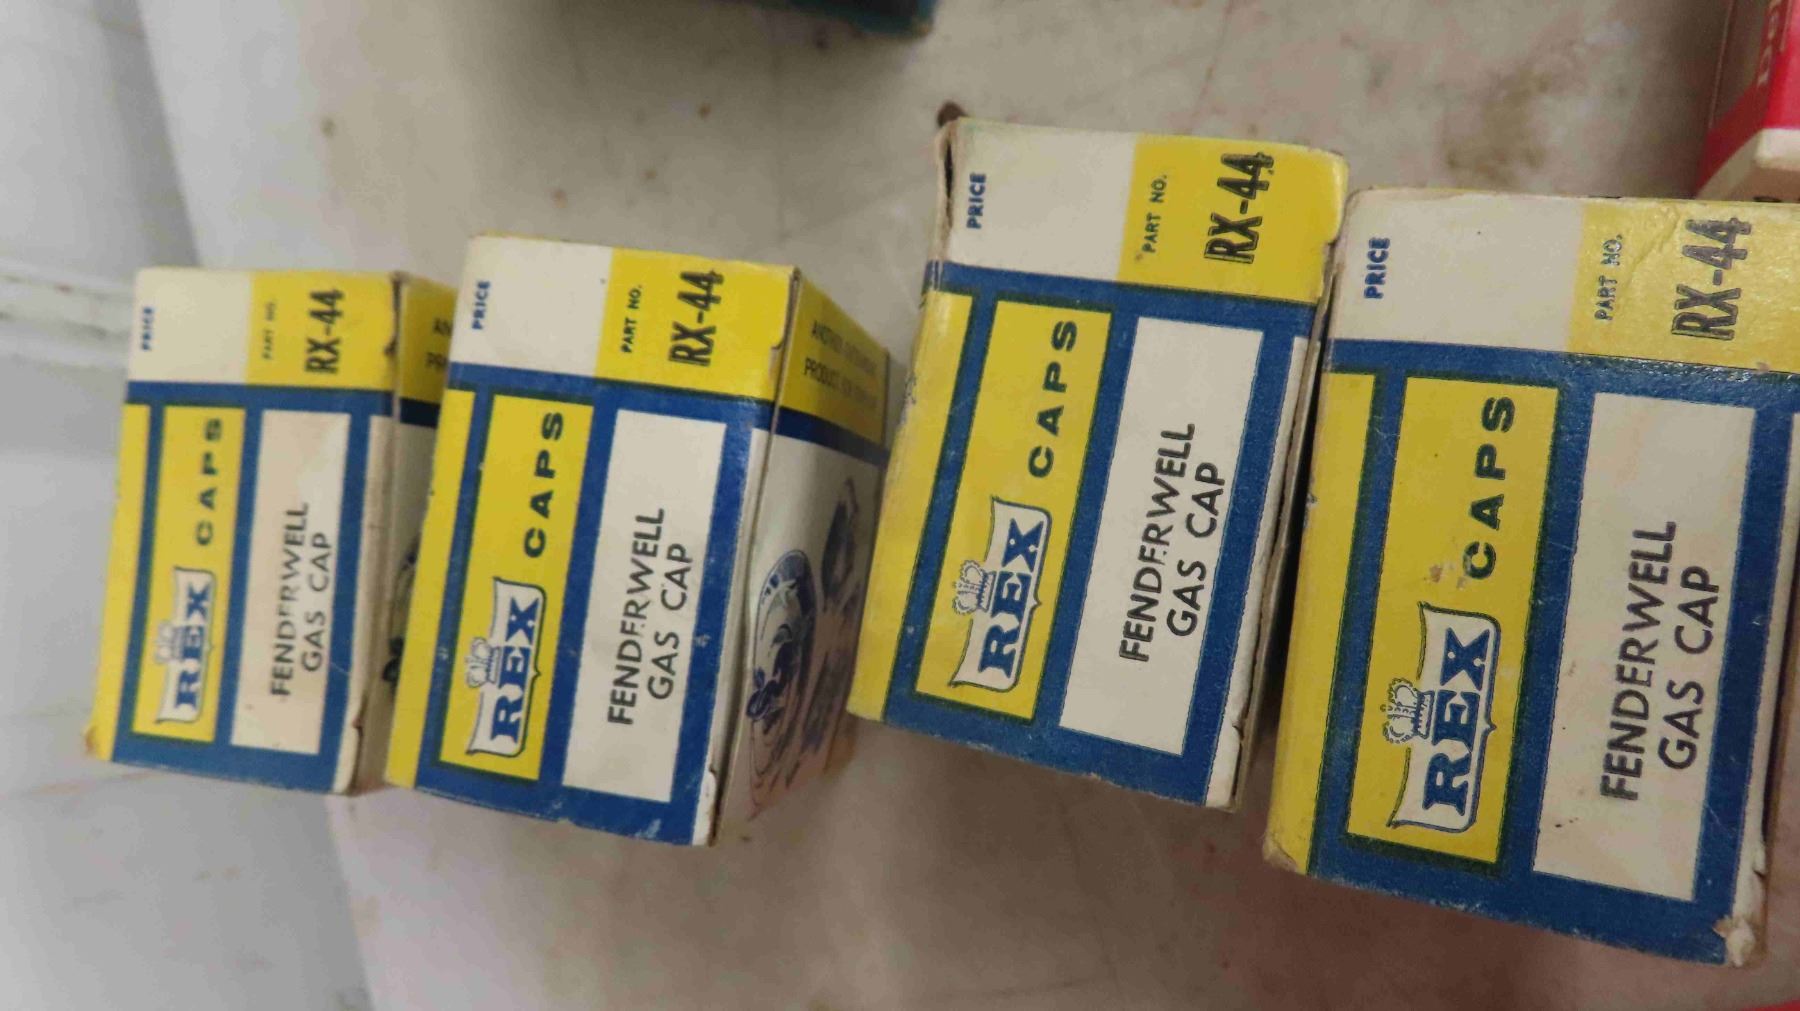 PRICE
PART NO.
RX-44
REX CAPS
FENDERWELL
GAS CAP
PRICE
PART NO.
RX-44
REX CAPS
FENDERWELL
GAS CAP
PRODUCT
PRICE
PART NO.
RX-44
REX CAPS
FENDERWELL
GAS CAP
PRICE
PART NO.
RX-44
REX CAPS
FENDERWELL
GAS CAP